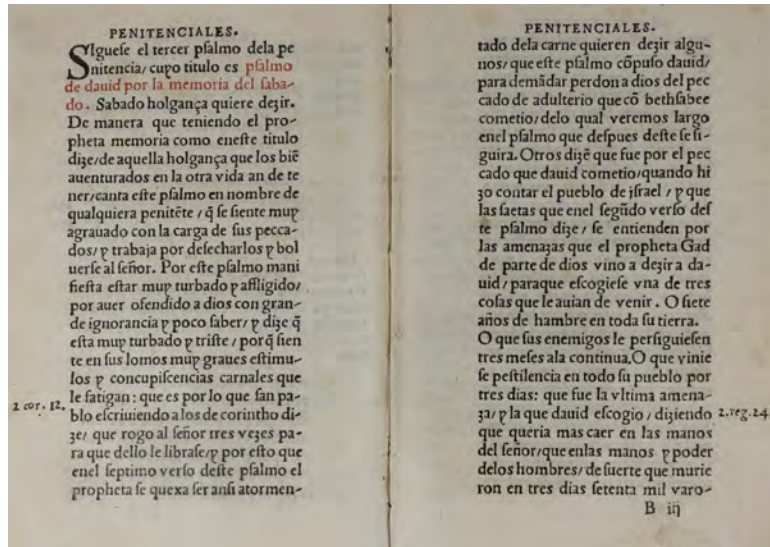 PENITENCIALES.
SIguese el tercer psalmo dela pe
nitencia/ cuyo titulo es psalmo
de dauid por la memoria del saba-
do. Sabado holgança quiere dezir.
De manera que teniendo el pro-
pheta memoria como eneste titulo
dize/de aquella holgança que los biē
auenturados en la otra vida an de te
ner/canta este psalmo en nombre de
qualquiera penitēte / q̃ se siente muy
agrauado con la carga de sus pecca-
dos/ y trabaja por desecharlos y bol
uerse al señor. Por este psalmo mani
fiesta estar muy turbado y affligido/
por auer ofendido a dios con gran-
de ignorancia y poco saber/ y dize q̃
esta muy turbado y triste / porq̃ sien
te en sus lomos muy graues estimu-
los y concupiscencias carnales que
le fatigan: que es por lo que san pa-
2 cor. 12. blo escriuiendo a los de corintho di-
ze/ que rogo al señor tres vezes pa-
ra que dello le librase/y por esto que
enel septimo verso deste psalmo el
propheta se quexa ser ansi atormen-
PENITENCIALES.
tado dela carne quieren dezir algu-
nos/ que este psalmo cōpuso dauid/
para demādar perdon a dios del pec
cado de adulterio que cō bethsabee
cometio/delo qual veremos largo
enel psalmo que despues deste se si-
guira. Otros dizē que fue por el pec
cado que dauid cometio/quando hi
zo contar el pueblo de jsrael / y que
las saetas que enel segūdo verso des
te psalmo dize / se entienden por
las amenazas que el propheta Gad
de parte de dios vino a dezir a da-
uid/ paraque escogiese vna de tres
cosas que le auian de venir . O siete
años de hambre en toda su tierra.
O que sus enemigos le persiguiesen
tres meses ala continua.O que vinie
se pestilencia en todo su pueblo por
tres dias: que fue la vltima amena-
za/ y la que dauid escogio / diziendo 2.reg.24
que queria mas caer en las manos
del señor/que enlas manos y poder
delos hombres/ de suerte que murie
ron en tres dias setenta mil varo-
B iij